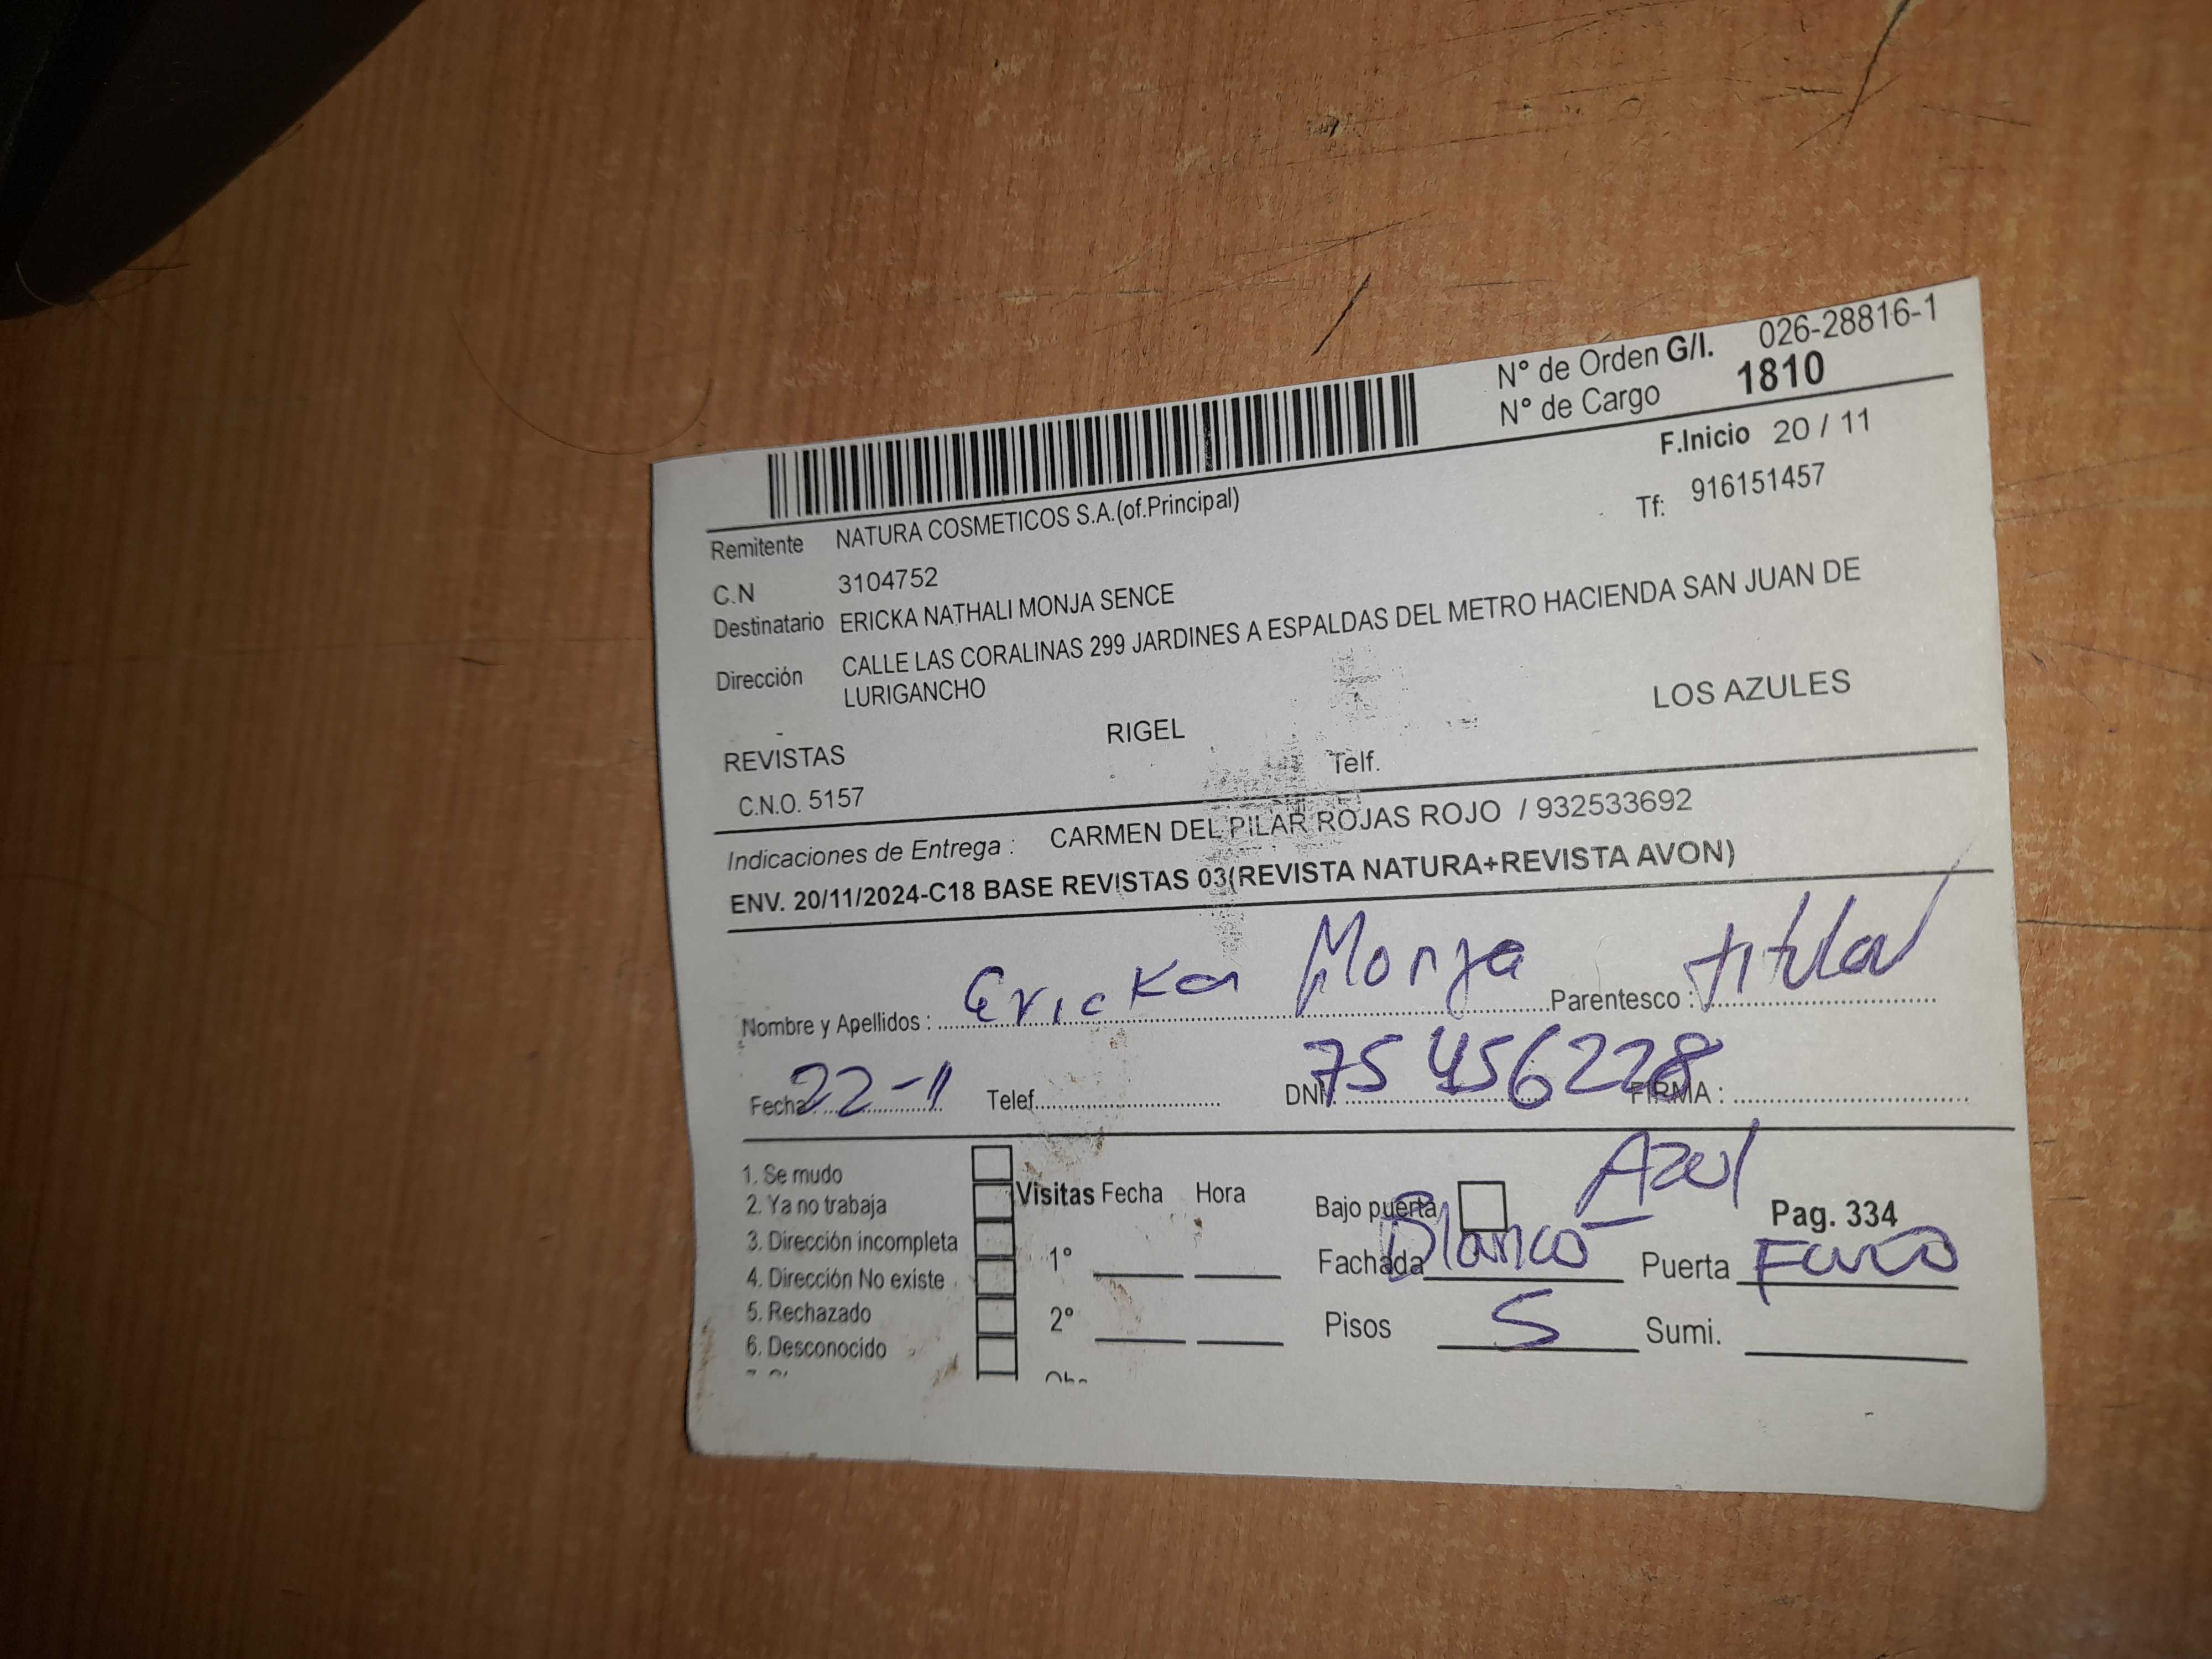 N° de Orden G/I. 026-28816-1
N° de Cargo 1810
F.Inicio 20 / 11
Remitente NATURA COSMETICOS S.A.(of.Principal)
Tf: 916151457
C.N 3104752
Destinatario ERICKA NATHALI MONJA SENCE
Dirección CALLE LAS CORALINAS 299 JARDINES A ESPALDAS DEL METRO HACIENDA SAN JUAN DE
LURIGANCHO
REVISTAS RIGEL LOS AZULES
C.N.O. 5157 Telf.
Indicaciones de Entrega : CARMEN DEL PILAR ROJAS ROJO / 932533692
ENV. 20/11/2024-C18 BASE REVISTAS 03(REVISTA NATURA+REVISTA AVON)
Nombre y Apellidos : Ericka Monja Parentesco : titular
Fecha 22-11 Telef. DNI: 75456228 FIRMA :
1. Se mudo
2. Ya no trabaja
3. Dirección incompleta
4. Dirección No existe
5. Rechazado
6. Desconocido
Visitas Fecha Hora
1°
2°
Bajo puerta Azul Pag. 334
Fachada Blanco Puerta
Pisos 5 Sumi.